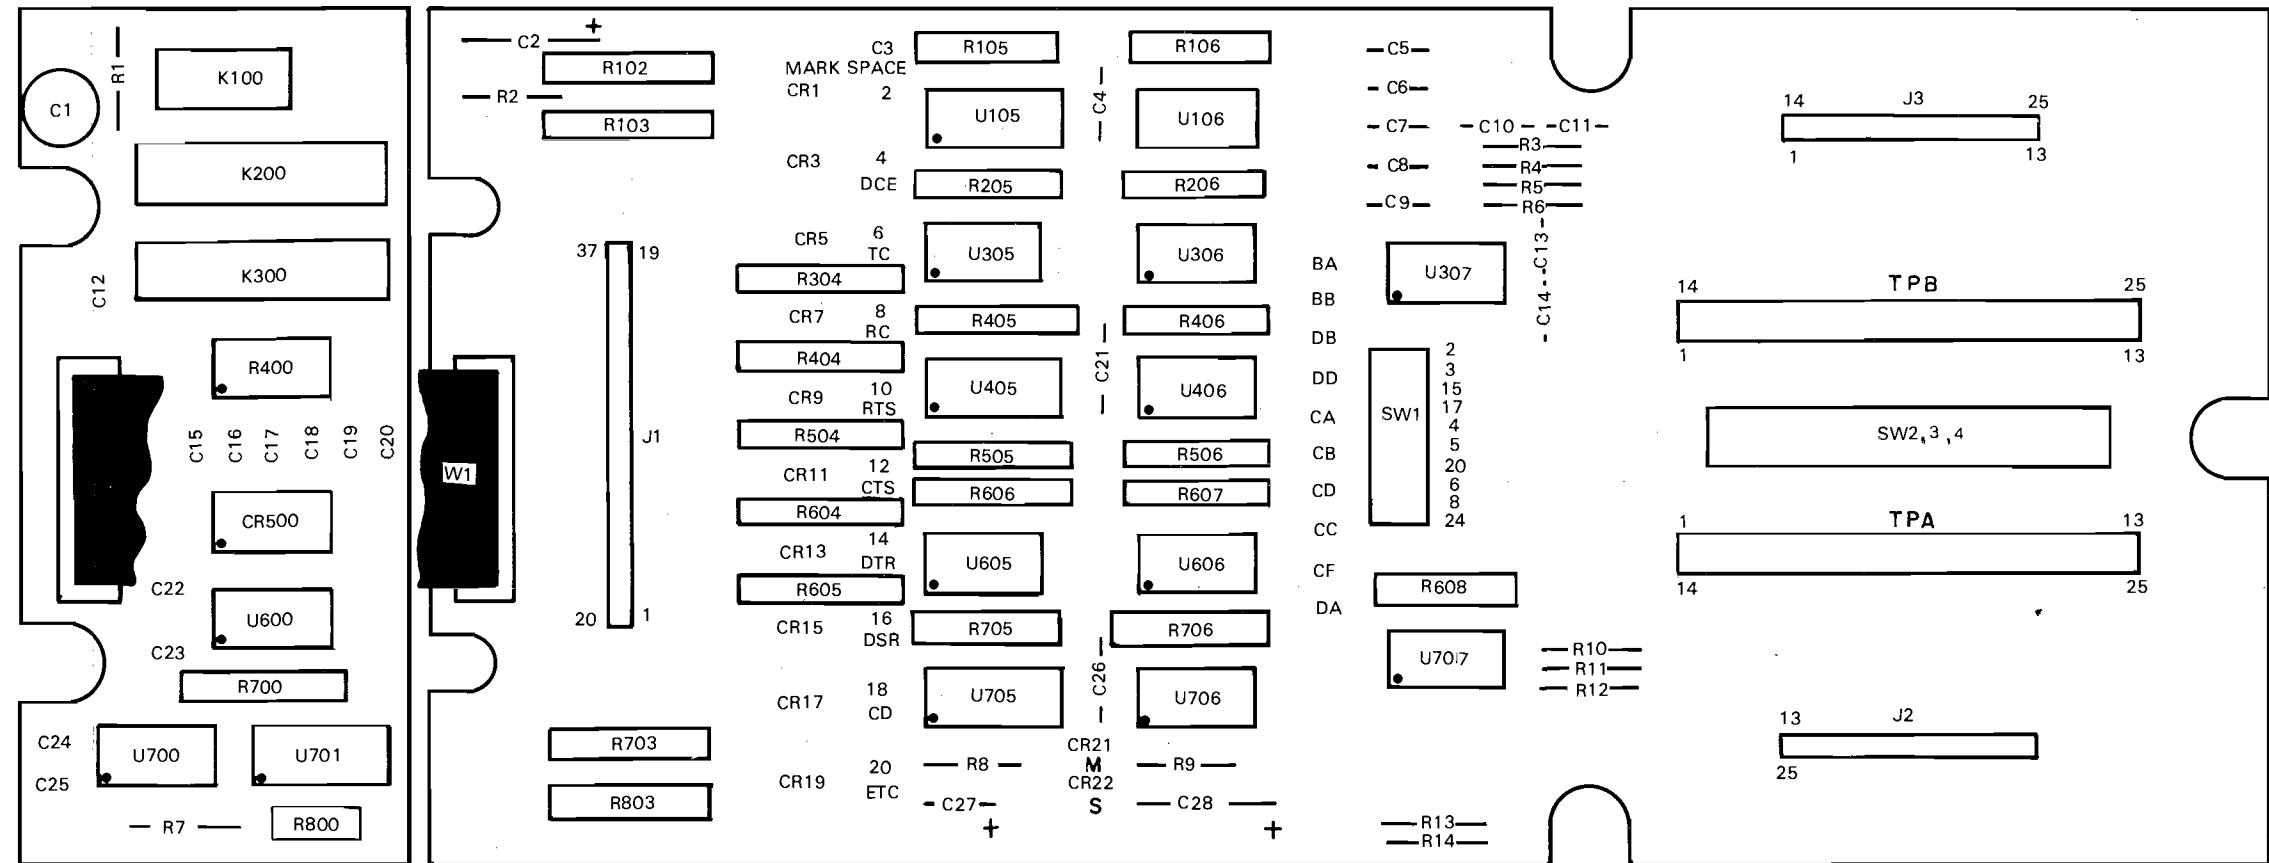 R1
K100
C1
K200
K300
C12
R400
C15
C16
C17
C18
C19
C20
CR500
C22
U600
C23
R700
C24
U700
U701
C25
R7
R800
+
C2
R102
R2
R103
37
19
J1
W1
20
1
R703
R803
C3
MARK SPACE
CR1
2
CR3
4
DCE
CR5
6
TC
R304
CR7
8
RC
R404
CR9
10
RTS
R504
CR11
12
CTS
R604
CR13
14
DTR
R605
CR15
16
DSR
CR17
18
CD
CR19
20
ETC
R105
U105
R205
U305
R405
U405
R505
R606
U605
R705
U705
R8
C27
+
C4
C21
C26
CR21
M
CR22
S
R106
U106
R206
U306
R406
U406
R506
R607
U606
R706
U706
R9
C28
+
BA
BB
DB
DD
CA
CB
CD
CC
CF
DA
C5
C6
C7
C8
C9
C10
C11
R3
R4
R5
R6
C13
C14
U307
SW1
2
3
15
17
4
5
20
6
8
24
R608
U707
R10
R11
R12
R13
R14
14
J3
25
1
13
14
TPB
25
1
13
SW2,3,4
1
TPA
13
14
25
13
J2
25